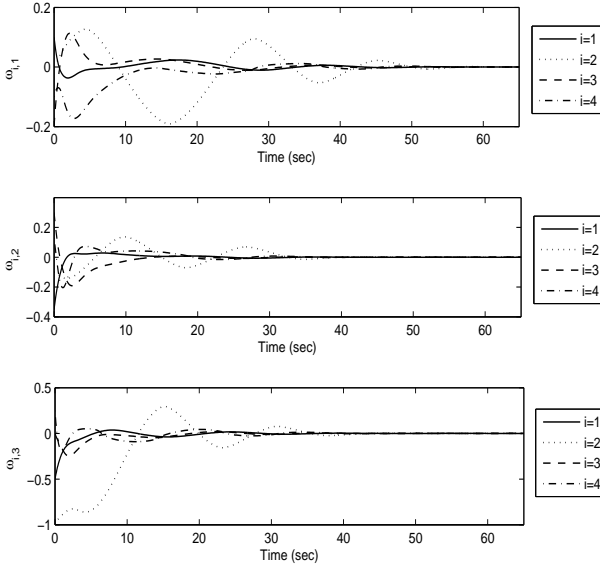 0.2
0
−0.2
ω_{i,1}
0 10 20 30 40 50 60
Time (sec)
i=1
i=2
i=3
i=4
0.2
0
−0.2
−0.4
ω_{i,2}
0 10 20 30 40 50 60
Time (sec)
i=1
i=2
i=3
i=4
0.5
0
−0.5
−1
ω_{i,3}
0 10 20 30 40 50 60
Time (sec)
i=1
i=2
i=3
i=4